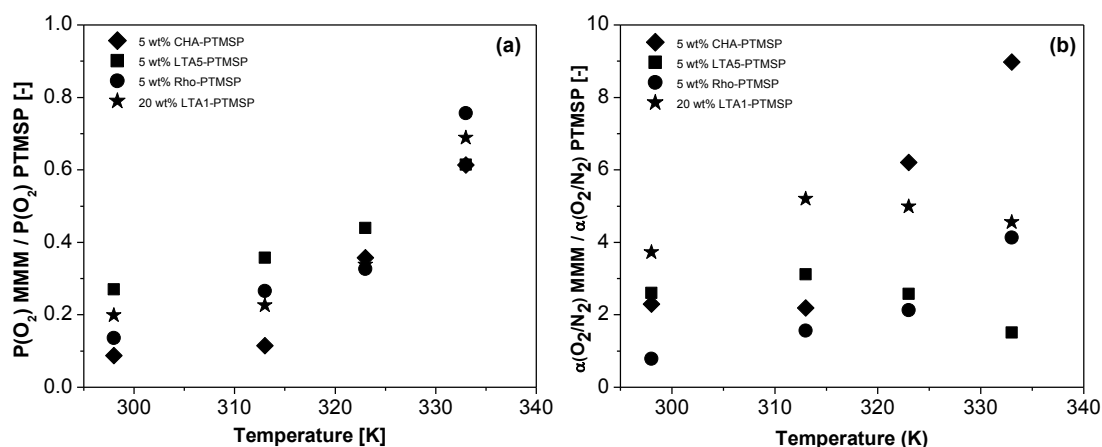 (a)
5 wt% CHA-PTMSP
5 wt% LTA5-PTMSP
5 wt% Rho-PTMSP
20 wt% LTA1-PTMSP
P(O₂) MMM / P(O₂) PTMSP [-]
1.0
0.8
0.6
0.4
0.2
0.0
300
310
320
330
340
Temperature [K]
(b)
5 wt% CHA-PTMSP
5 wt% LTA5-PTMSP
5 wt% Rho-PTMSP
20 wt% LTA1-PTMSP
α(O₂/N₂) MMM / α(O₂/N₂) PTMSP [-]
10
8
6
4
2
0
300
310
320
330
340
Temperature (K)